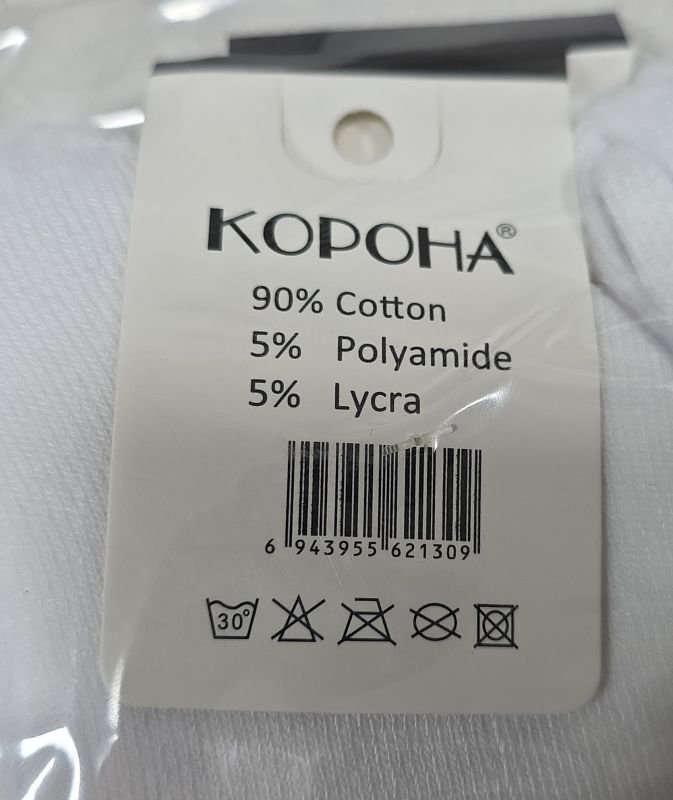 КОРОНА®
90% Cotton
5% Polyamide
5% Lycra
6 943955 621309
30°